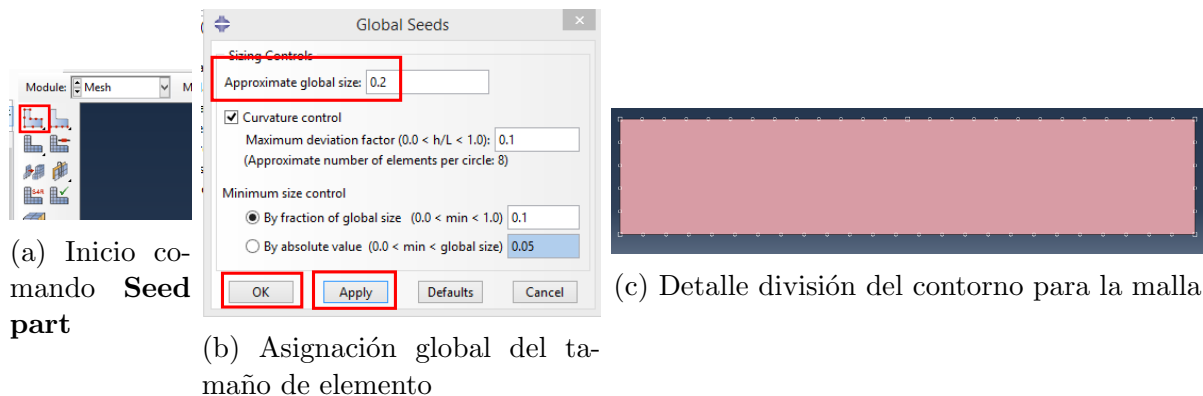 Module: Mesh M
S4R
(a) Inicio co-
mando Seed
part
Global Seeds
Sizing Controls
Approximate global size: 0.2
Curvature control
Maximum deviation factor (0.0 < h/L < 1.0): 0.1
(Approximate number of elements per circle: 8)
Minimum size control
By fraction of global size (0.0 < min < 1.0) 0.1
By absolute value (0.0 < min < global size) 0.05
OK Apply Defaults Cancel
(b) Asignación global del ta-
maño de elemento
(c) Detalle división del contorno para la malla